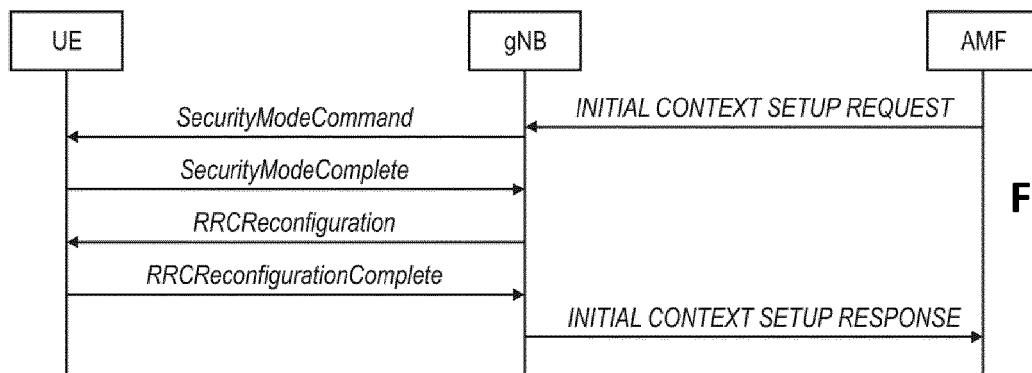 UE
gNB
AMF
INITIAL CONTEXT SETUP REQUEST
SecurityModeCommand
SecurityModeComplete
RRCReconfiguration
F
RRCReconfigurationComplete
INITIAL CONTEXT SETUP RESPONSE